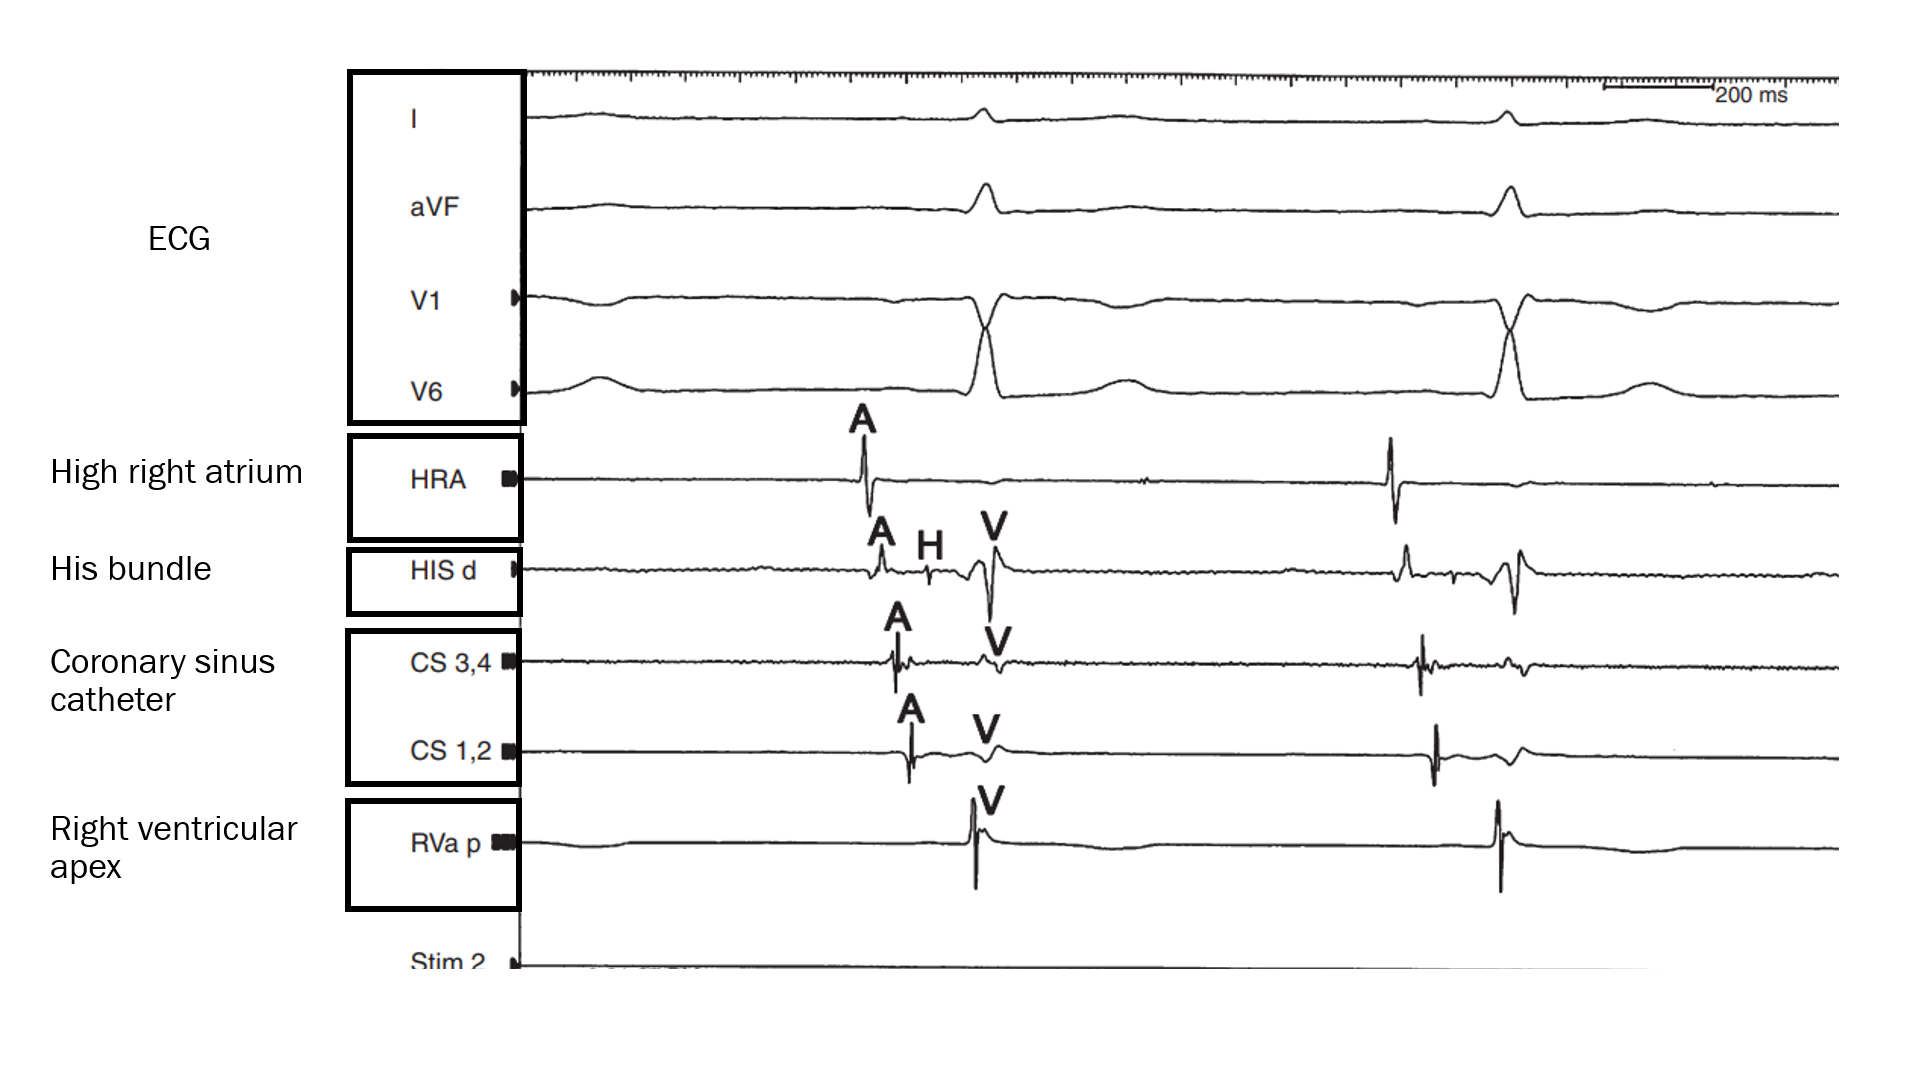 200 ms
I
aVF
ECG
V1
V6
A
High right atrium
HRA
A H V
His bundle
HIS d
A V
Coronary sinus
catheter
CS 3,4
A V
CS 1,2
V
Right ventricular
apex
RVa p
Stim 2